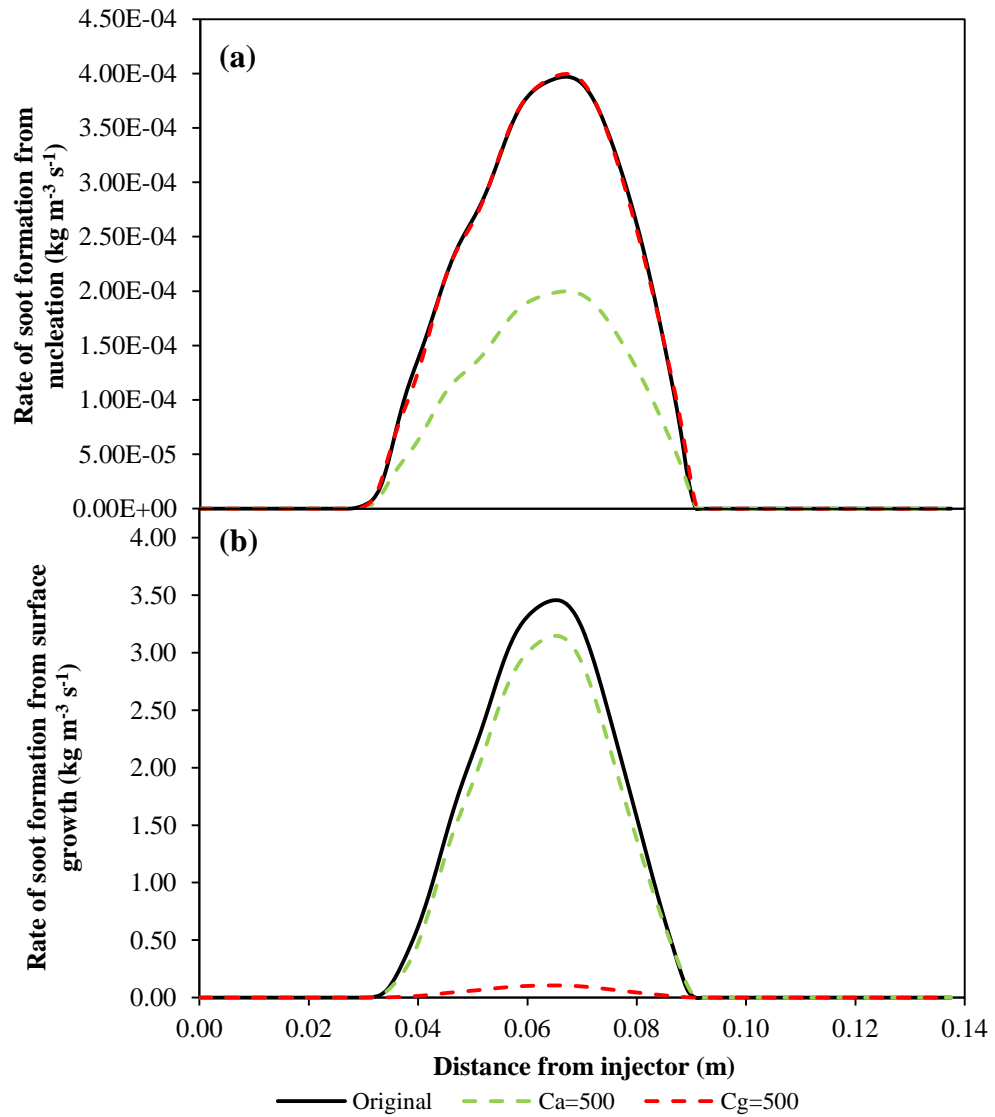 4.50E-04
(a)
4.00E-04
3.50E-04
3.00E-04
2.50E-04
2.00E-04
1.50E-04
1.00E-04
5.00E-05
0.00E+00
Rate of soot formation from
nucleation (kg m⁻³ s⁻¹)
(b)
4.00
3.50
3.00
2.50
2.00
1.50
1.00
0.50
0.00
Rate of soot formation from surface
growth (kg m⁻³ s⁻¹)
0.00 0.02 0.04 0.06 0.08 0.10 0.12 0.14
Distance from injector (m)
Original Ca=500 Cg=500